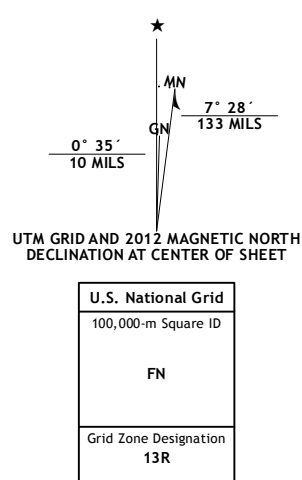 ★
MN
7° 28´
133 MILS
GN
0° 35´
10 MILS
UTM GRID AND 2012 MAGNETIC NORTH
DECLINATION AT CENTER OF SHEET
U.S. National Grid
100,000-m Square ID
FN
Grid Zone Designation
13R